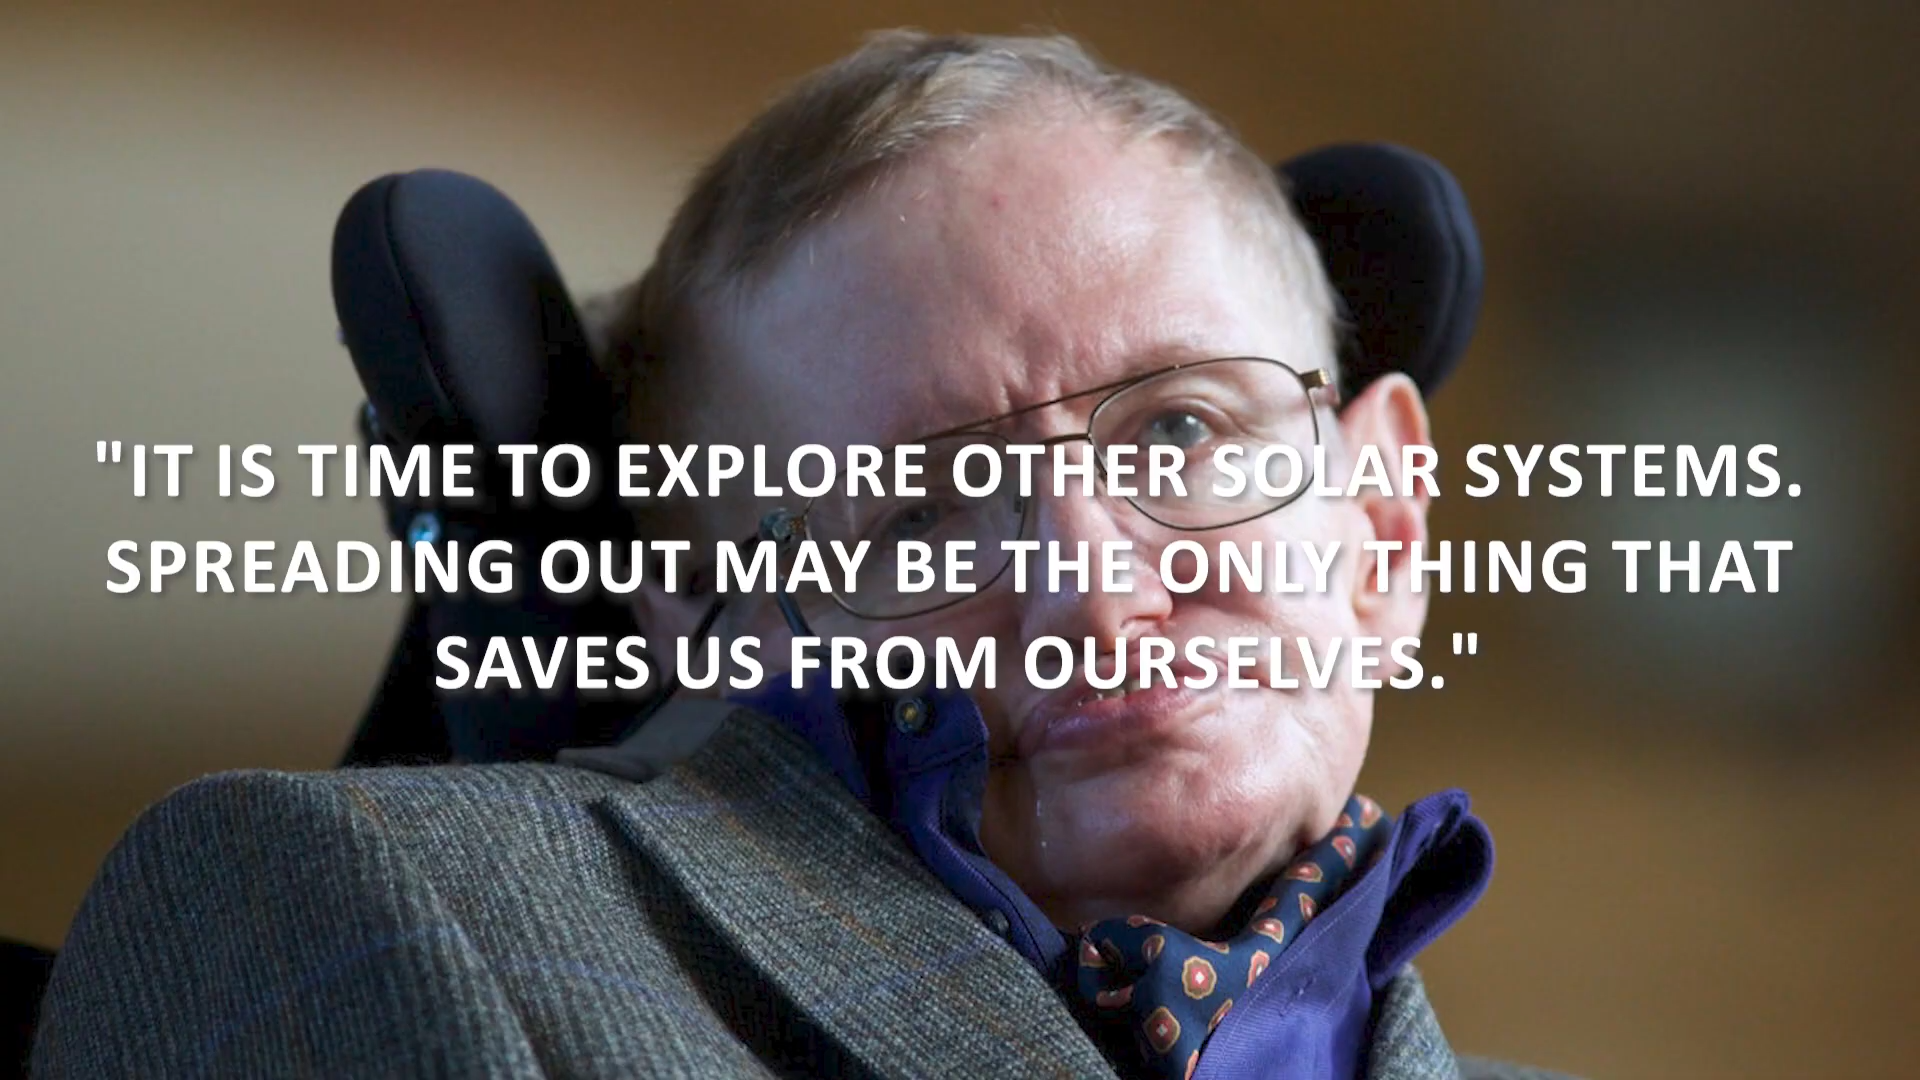 "IT IS TIME TO EXPLORE OTHER SOLAR SYSTEMS.
SPREADING OUT MAY BE THE ONLY THING THAT
SAVES US FROM OURSELVES."